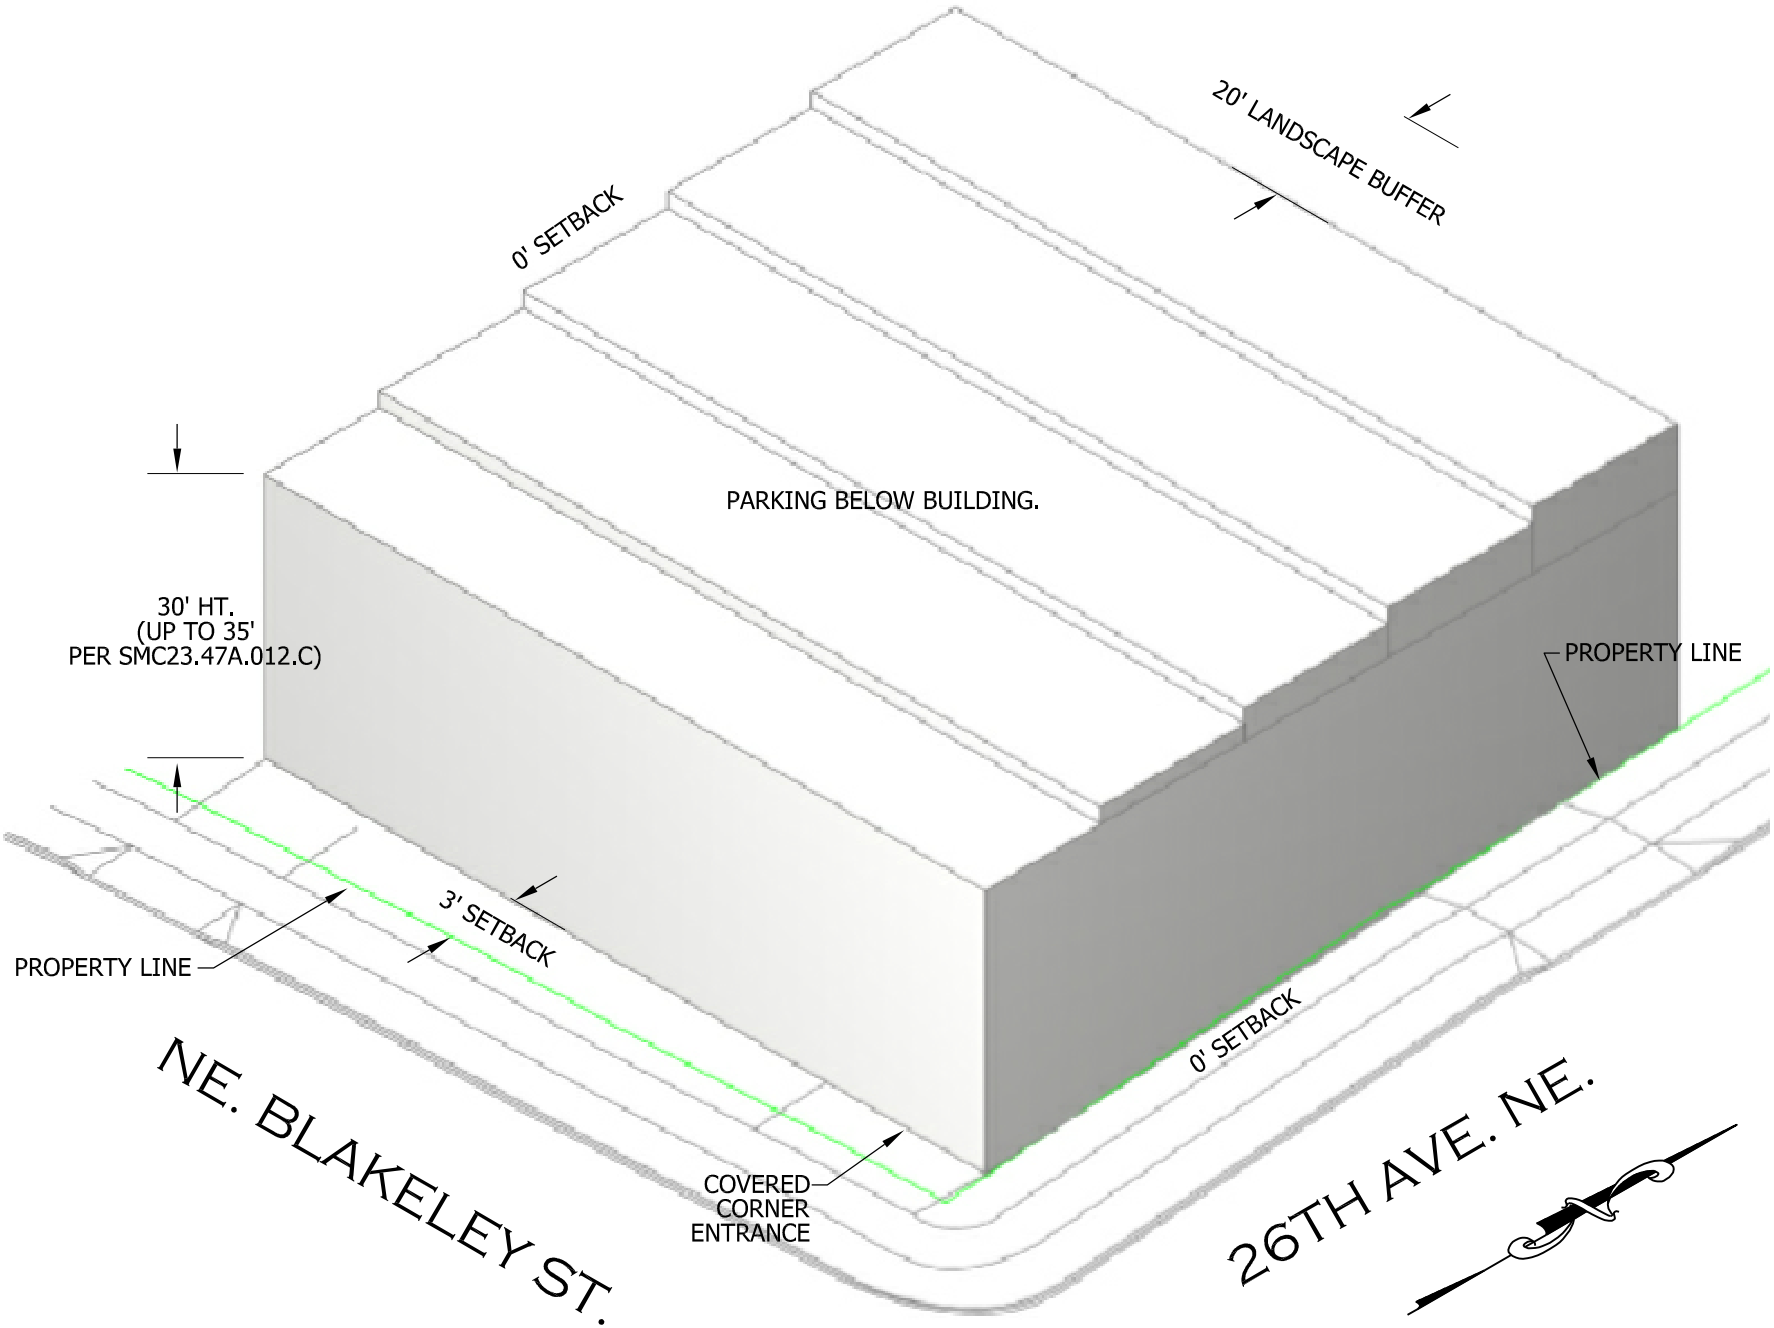 20' LANDSCAPE BUFFER
0' SETBACK
PARKING BELOW BUILDING.
30' HT.
(UP TO 35'
PER SMC23.47A.012.C)
PROPERTY LINE
3' SETBACK
PROPERTY LINE
0' SETBACK
NE. BLAKELEY ST.
COVERED
CORNER
ENTRANCE
26TH AVE. NE.